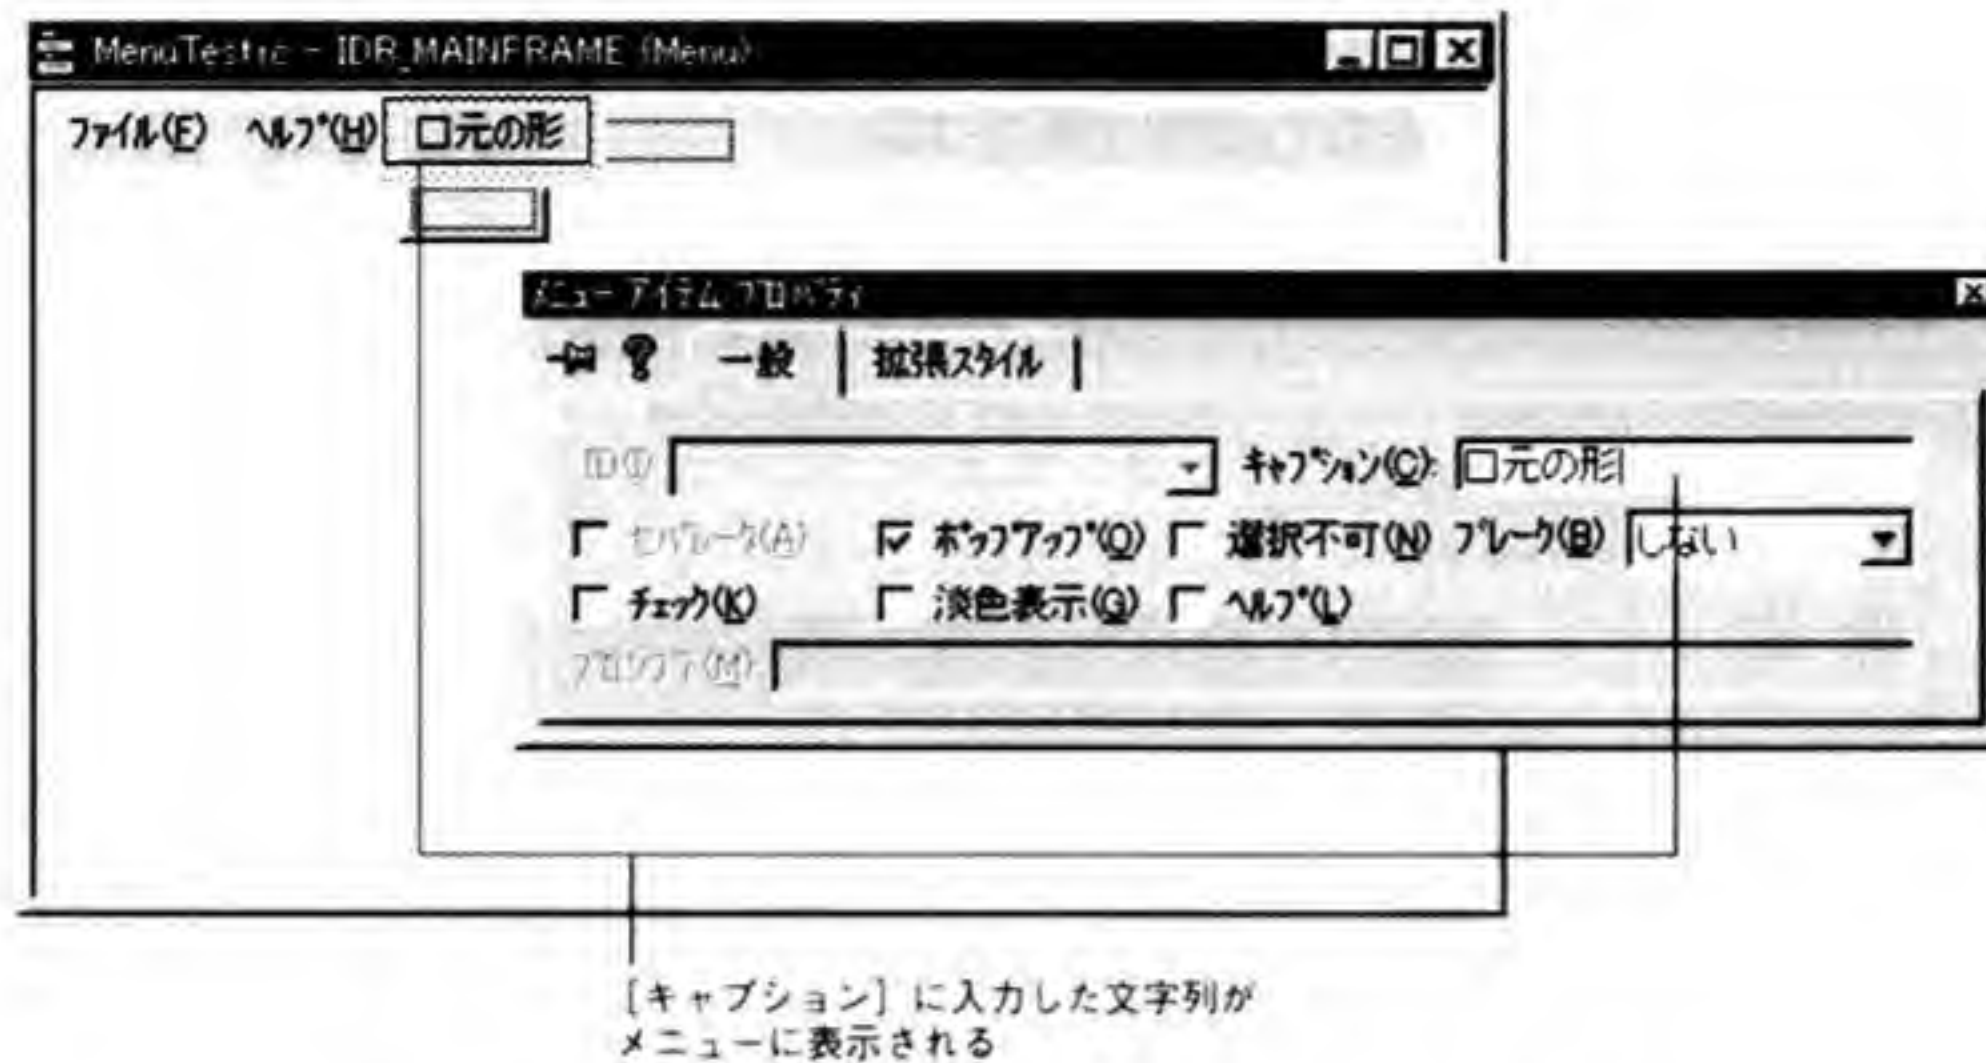 MenuTest.rc - IDR_MAINFRAME (Menu)
ファイル(F) ヘルプ(H) 口元の形
メニュー アイテム プロパティ
一般 拡張スタイル
ID(I) キャプション(C): 口元の形
セパレータ(A) ポップアップ(O) 選択不可(N) ブレーク(B) しない
チェック(K) 淡色表示(G) ヘルプ(L)
プロンプト(M):
[キャプション]に入力した文字列が
メニューに表示される